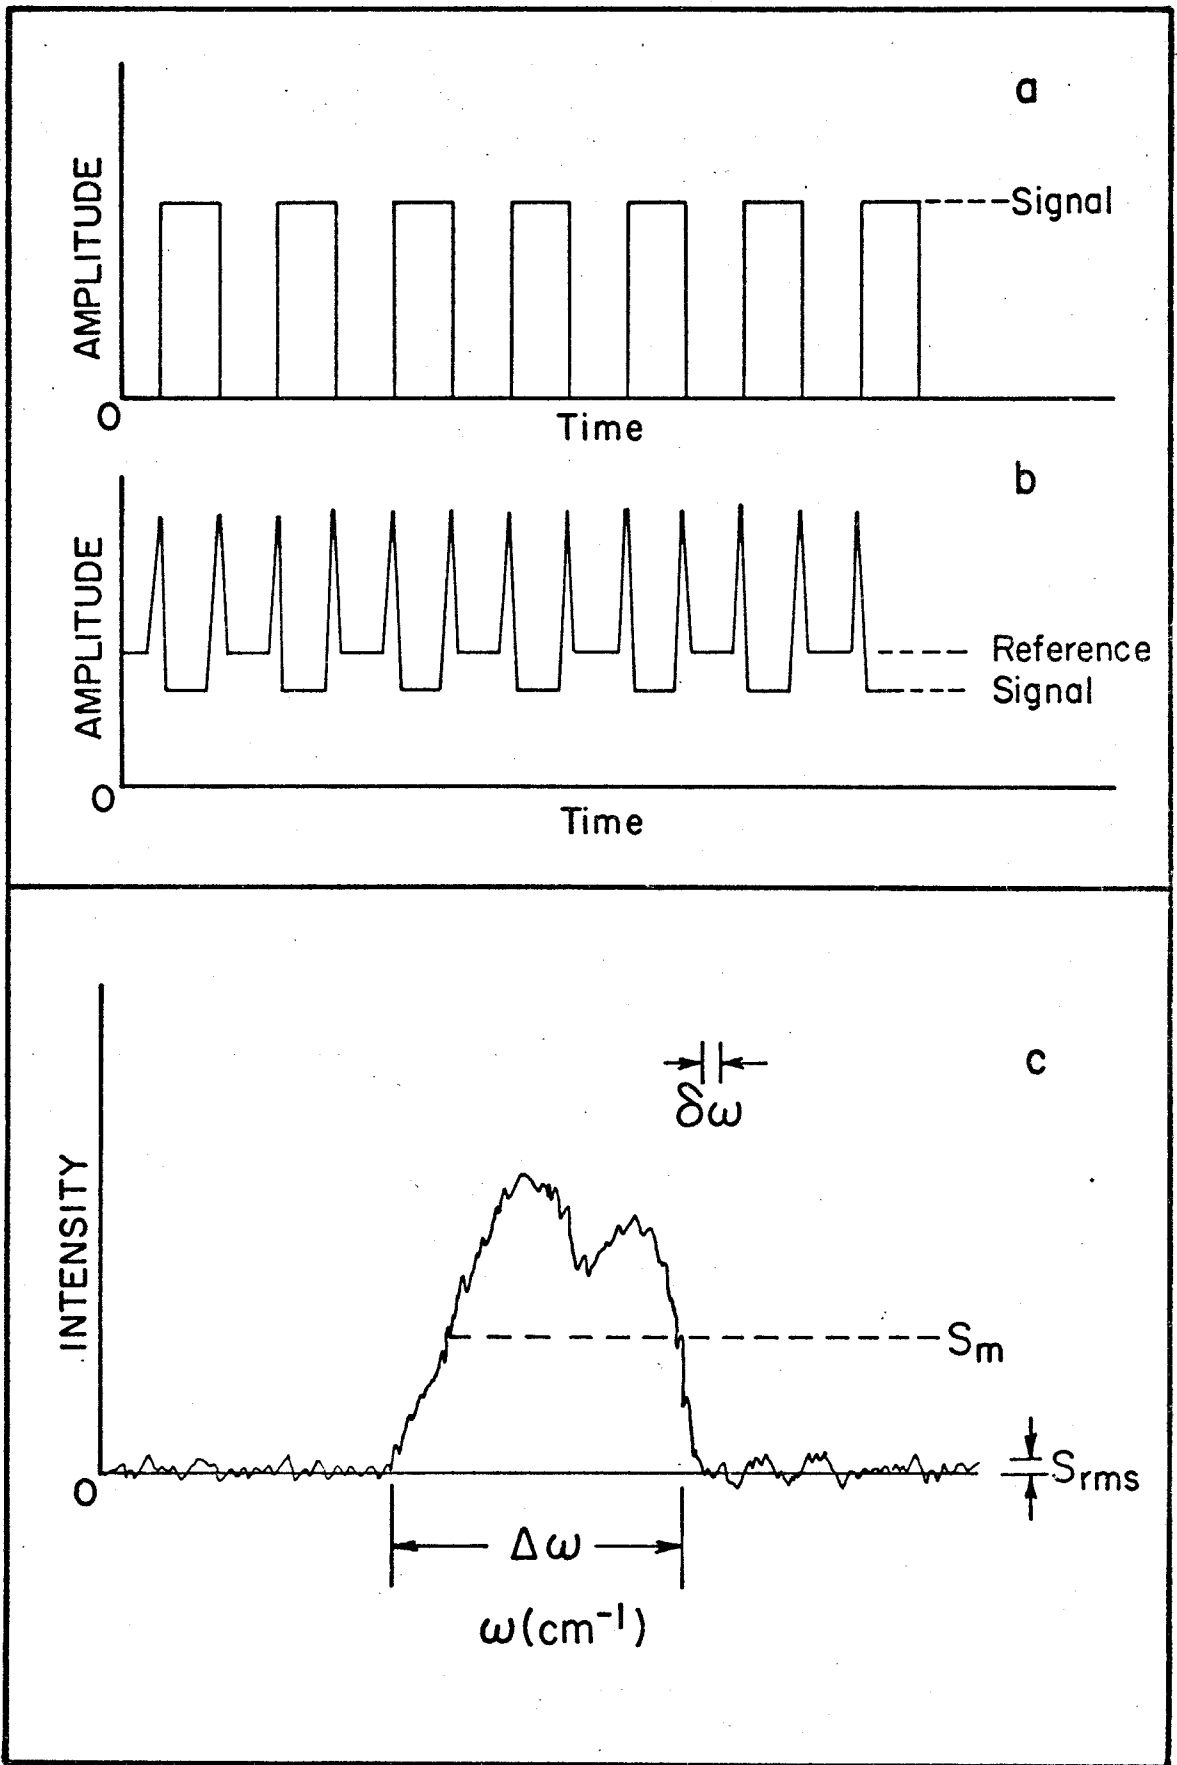 a
AMPLITUDE
Signal
O
Time
b
AMPLITUDE
Reference
Signal
O
Time
c
δω
INTENSITY
Sm
O
Srms
Δω
ω(cm⁻¹)